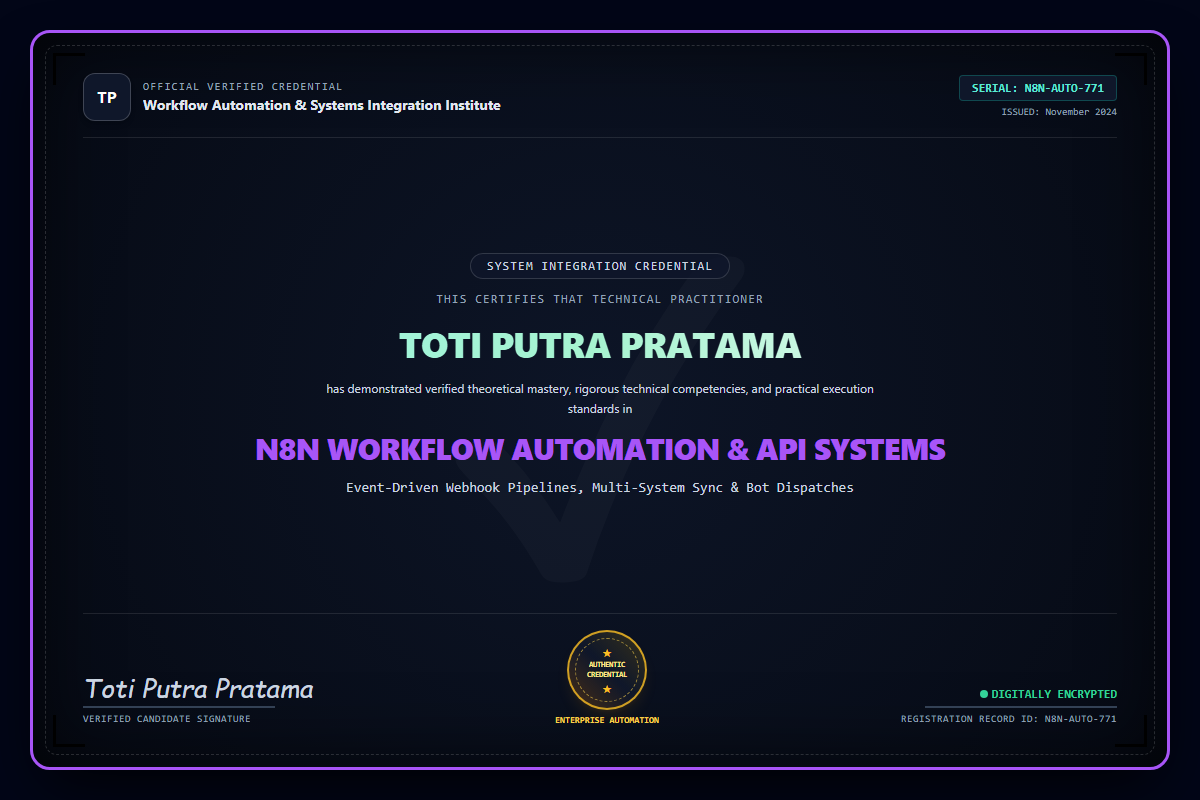 TP
OFFICIAL VERIFIED CREDENTIAL
Workflow Automation & Systems Integration Institute
SERIAL: N8N-AUTO-771
ISSUED: November 2024
SYSTEM INTEGRATION CREDENTIAL
THIS CERTIFIES THAT TECHNICAL PRACTITIONER
TOTI PUTRA PRATAMA
has demonstrated verified theoretical mastery, rigorous technical competencies, and practical execution
standards in
N8N WORKFLOW AUTOMATION & API SYSTEMS
Event-Driven Webhook Pipelines, Multi-System Sync & Bot Dispatches
Toti Putra Pratama
VERIFIED CANDIDATE SIGNATURE
★
AUTHENTIC
CREDENTIAL
★
ENTERPRISE AUTOMATION
DIGITALLY ENCRYPTED
REGISTRATION RECORD ID: N8N-AUTO-771